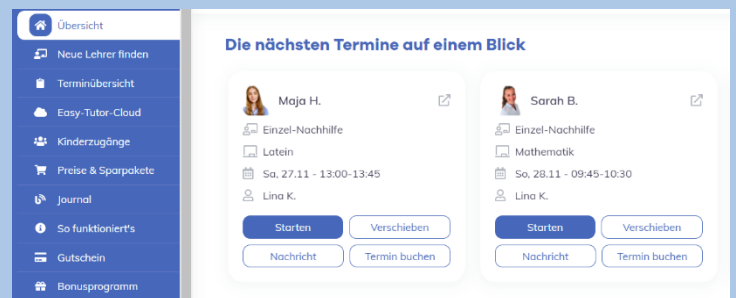 Übersicht
Neue Lehrer finden
Terminübersicht
Easy-Tutor-Cloud
Kinderzugänge
Preise & Sparpakete
Journal
So funktioniert's
Gutschein
Bonusprogramm
Die nächsten Termine auf einem Blick
Maja H.
Einzel-Nachhilfe
Latein
Sa, 27.11 - 13:00-13:45
Lina K.
Starten
Verschieben
Nachricht
Termin buchen
Sarah B.
Einzel-Nachhilfe
Mathematik
So, 28.11 - 09:45-10:30
Lina K.
Starten
Verschieben
Nachricht
Termin buchen